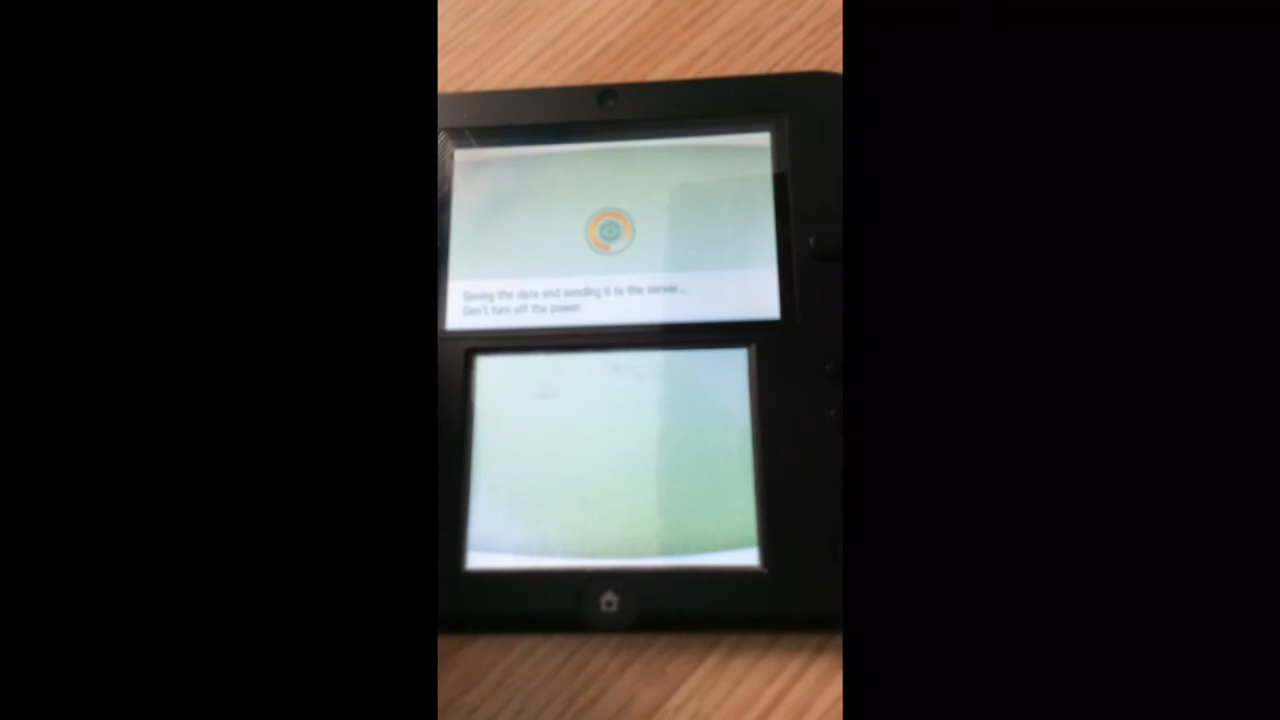 Saving the data and sending it to the server...
Don't turn off the power.